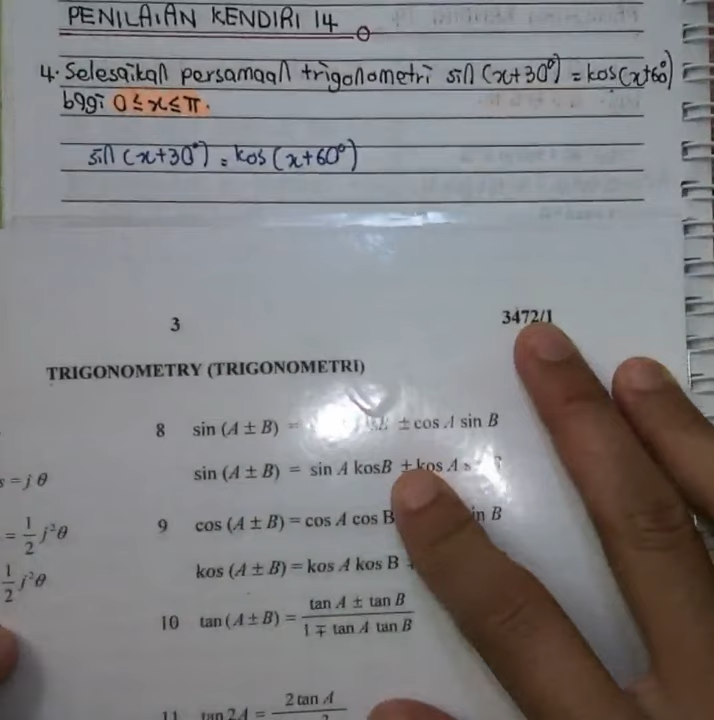 PENILAIAN KENDIRI 14
4. Selesaikan persamaan trigonometri sin (x+30°) = kos(x+60°)
bagi 0 ≤ x ≤ π.
sin (x+30°) = kos (x+60°)
3 3472/1
TRIGONOMETRY (TRIGONOMETRI)
8 sin (A ± B) = ± cos A sin B
s = j θ sin (A ± B) = sin A kosB ± kos A
= 1/2 j²θ 9 cos (A ± B) = cos A cos B in B
1/2 j²θ kos (A ± B) = kos A kos B
10 tan (A ± B) = tan A ± tan B / 1 ∓ tan A tan B
11 tan 2A = 2 tan A